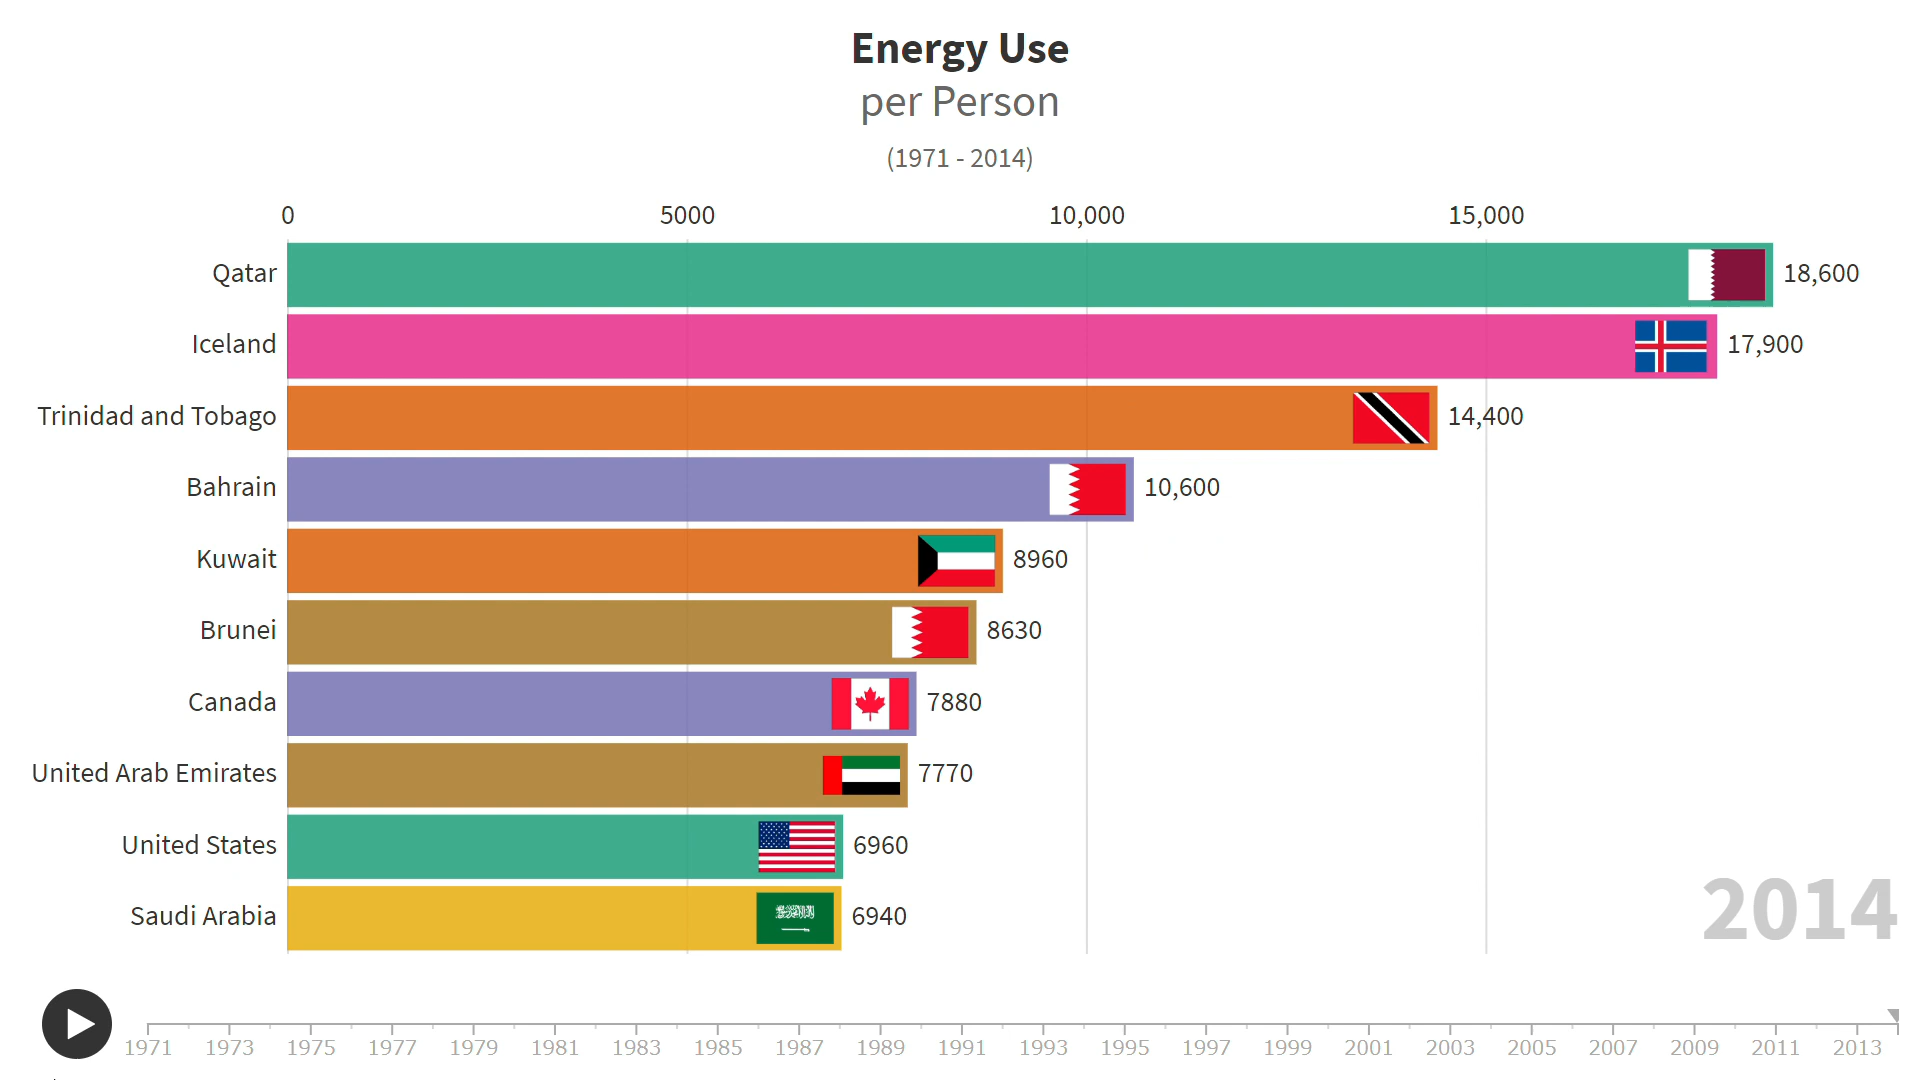 Energy Use
per Person
(1971 - 2014)
0 5000 10,000 15,000
Qatar 18,600
Iceland 17,900
Trinidad and Tobago 14,400
Bahrain 10,600
Kuwait 8960
Brunei 8630
Canada 7880
United Arab Emirates 7770
United States 6960
Saudi Arabia 6940
2014
1971 1973 1975 1977 1979 1981 1983 1985 1987 1989 1991 1993 1995 1997 1999 2001 2003 2005 2007 2009 2011 2013